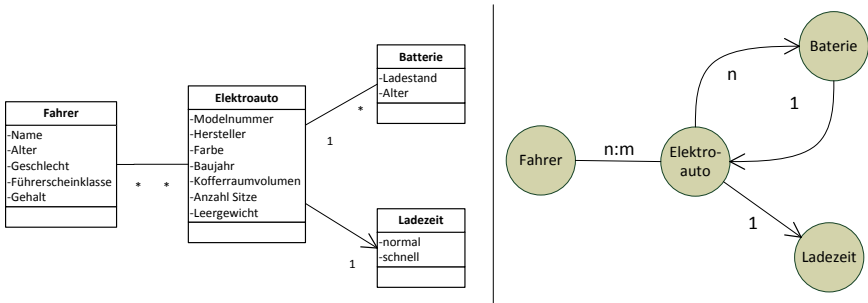 Fahrer
-Name
-Alter
-Geschlecht
-Führerscheinklasse
-Gehalt
*
*
Elektroauto
-Modelnummer
-Hersteller
-Farbe
-Baujahr
-Kofferraumvolumen
-Anzahl Sitze
-Leergewicht
1
*
1
Batterie
-Ladestand
-Alter
Ladezeit
-normal
-schnell
Fahrer
n:m
Elektro-
auto
n
1
1
Baterie
Ladezeit